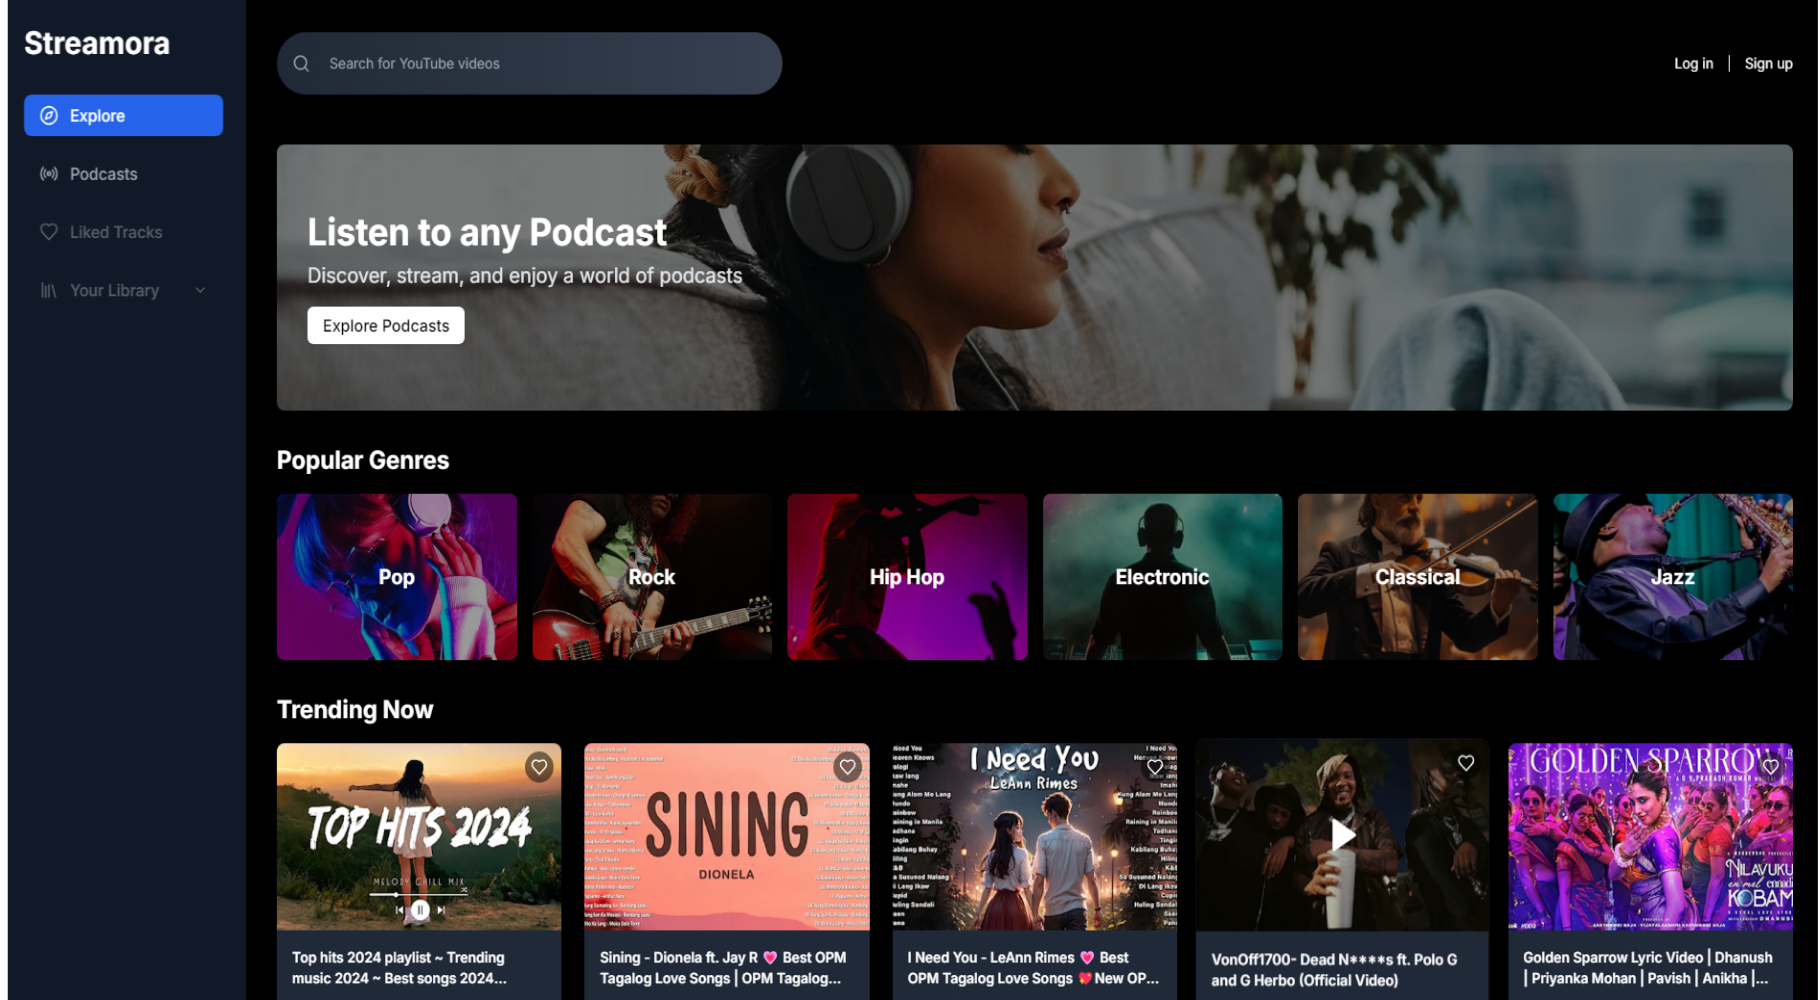 Streamora
Search for YouTube videos
Log in | Sign up
Explore
Podcasts
Liked Tracks
Your Library
Listen to any Podcast
Discover, stream, and enjoy a world of podcasts
Explore Podcasts
Popular Genres
Pop
Rock
Hip Hop
Electronic
Classical
Jazz
Trending Now
TOP HITS 2024
MELODY CHILL MIX
Top hits 2024 playlist ~ Trending
music 2024 ~ Best songs 2024...
SINING
DIONELA
Sining - Dionela ft. Jay R 💗 Best OPM
Tagalog Love Songs | OPM Tagalog...
I Need You
LeAnn Rimes
I Need You - LeAnn Rimes 💗 Best
OPM Tagalog Love Songs 💖New OP...
VonOff1700- Dead N****s ft. Polo G
and G Herbo (Official Video)
GOLDEN SPARROW
NILAVUKU
en mel ennadi
KOBAM
Golden Sparrow Lyric Video | Dhanush
| Priyanka Mohan | Pavish | Anikha |...